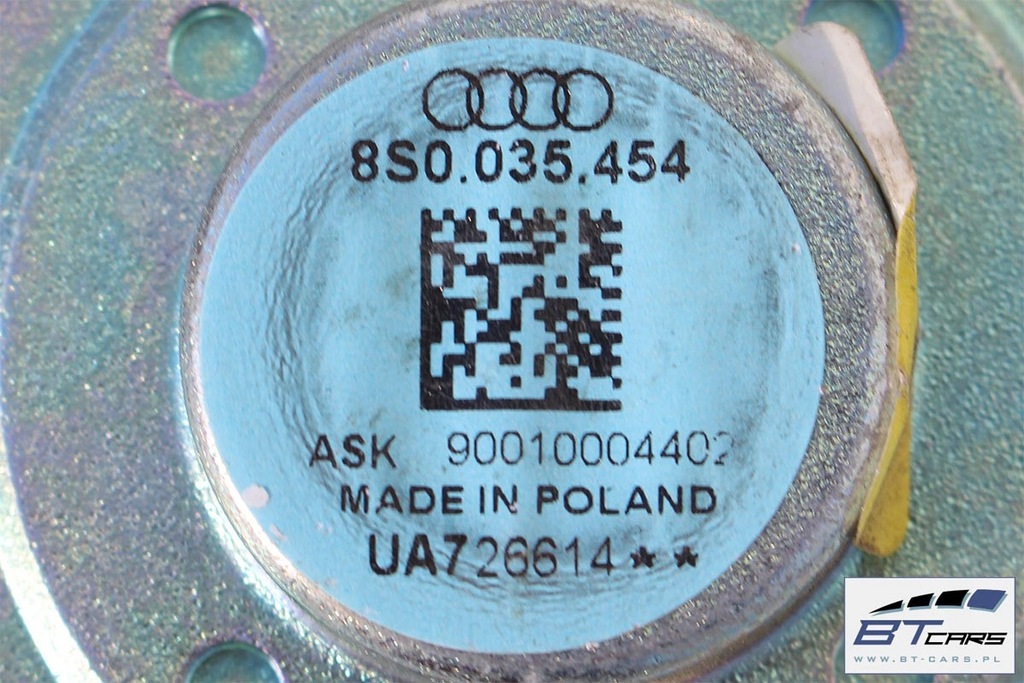 8S0.035.454
ASK 90010004402
MADE IN POLAND
UA726614**
BT CARS
WWW.BT-CARS.PL